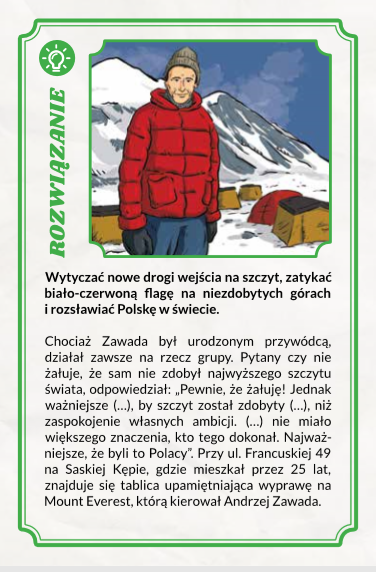 ROZWIĄZANIE
Wytyczać nowe drogi wejścia na szczyt, zatykać
biało-czerwoną flagę na niezdobytych górach
i rozsławiać Polskę w świecie.
Chociaż Zawada był urodzonym przywódcą,
działał zawsze na rzecz grupy. Pytany czy nie
żałuje, że sam nie zdobył najwyższego szczytu
świata, odpowiedział: „Pewnie, że żałuję! Jednak
ważniejsze (...), by szczyt został zdobyty (...), niż
zaspokojenie własnych ambicji. (...) nie miało
większego znaczenia, kto tego dokonał. Najważ-
niejsze, że byli to Polacy”. Przy ul. Francuskiej 49
na Saskiej Kępie, gdzie mieszkał przez 25 lat,
znajduje się tablica upamiętniająca wyprawę na
Mount Everest, którą kierował Andrzej Zawada.